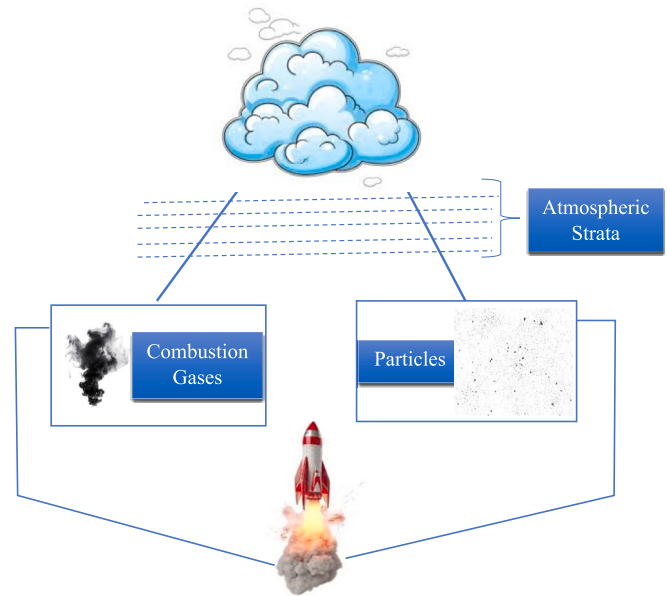 Atmospheric
Strata
Combustion
Gases
Particles